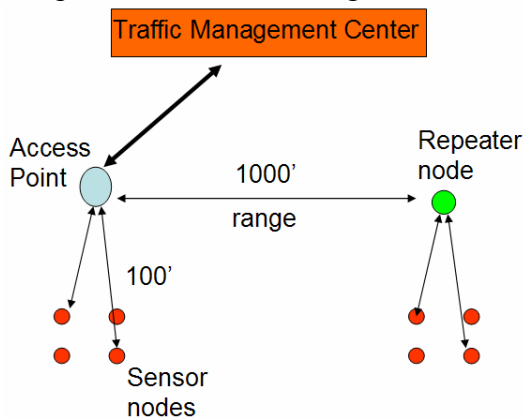 Traffic Management Center
Access
Point
1000’
range
Repeater
node
100’
Sensor
nodes